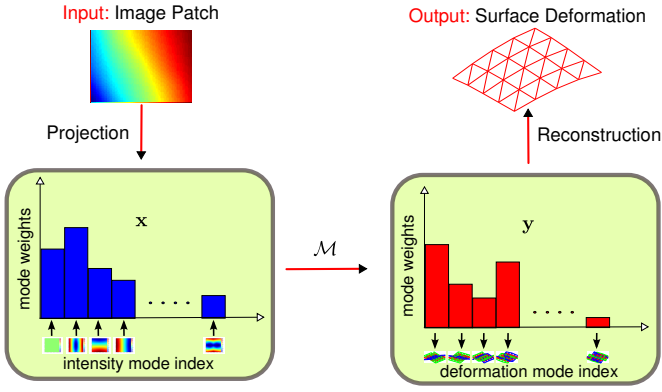 Input: Image Patch
Output: Surface Deformation
Projection
Reconstruction
mode weights
x
. . . .
intensity mode index
M
mode weights
y
. . . .
deformation mode index